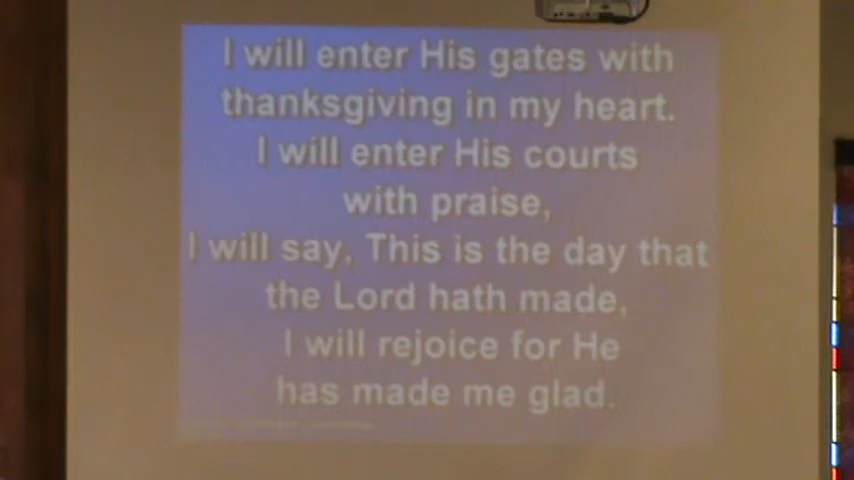 I will enter His gates with
thanksgiving in my heart.
I will enter His courts
with praise,
I will say, This is the day that
the Lord hath made,
I will rejoice for He
has made me glad.